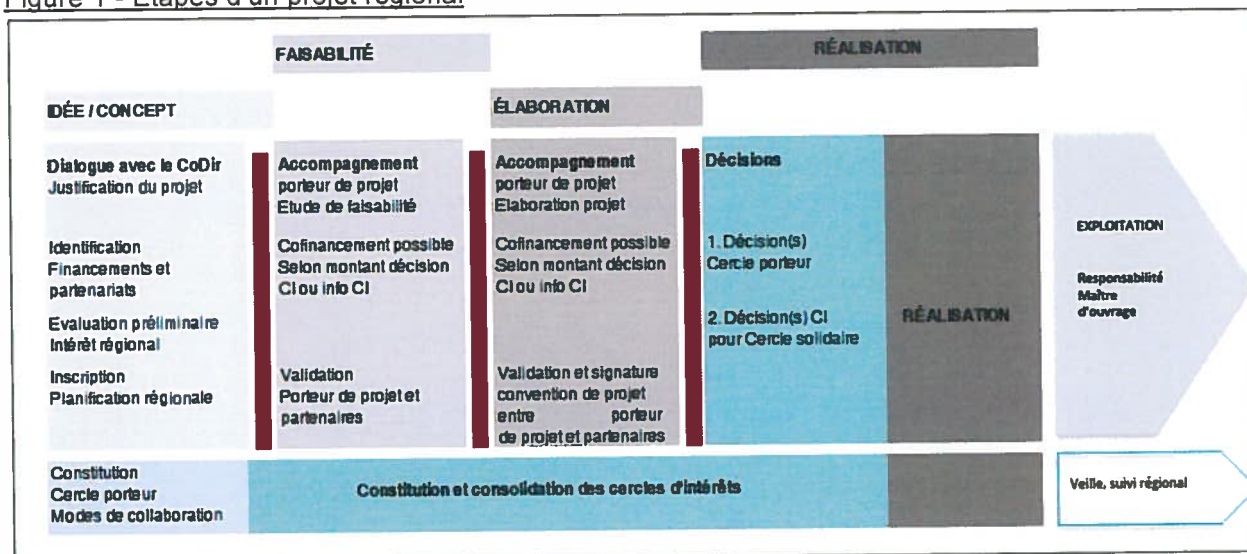 Figure 1 - Etapes d'un projet régional
FAISABILITÉ
RÉALISATION
IDÉE / CONCEPT
ÉLABORATION
Dialogue avec le CoDir
Justification du projet
Identification
Financements et
partenariats
Evaluation préliminaire
Intérêt régional
Inscription
Planification régionale
Accompagnement
porteur de projet
Etude de faisabilité
Cofinancement possible
Selon montant décision
CI ou info CI
Validation
Porteur de projet et
partenaires
Accompagnement
porteur de projet
Elaboration projet
Cofinancement possible
Selon montant décision
CI ou info CI
Validation et signature
convention de projet
entre porteur
de projet et partenaires
Décisions
1. Décision(s)
Cercle porteur
2. Décision(s) CI
pour Cercle solidaire
RÉALISATION
EXPLOITATION
Responsabilité
Maître
d'ouvrage
Constitution
Cercle porteur
Modes de collaboration
Constitution et consolidation des cercles d'intérêts
Veille, suivi régional